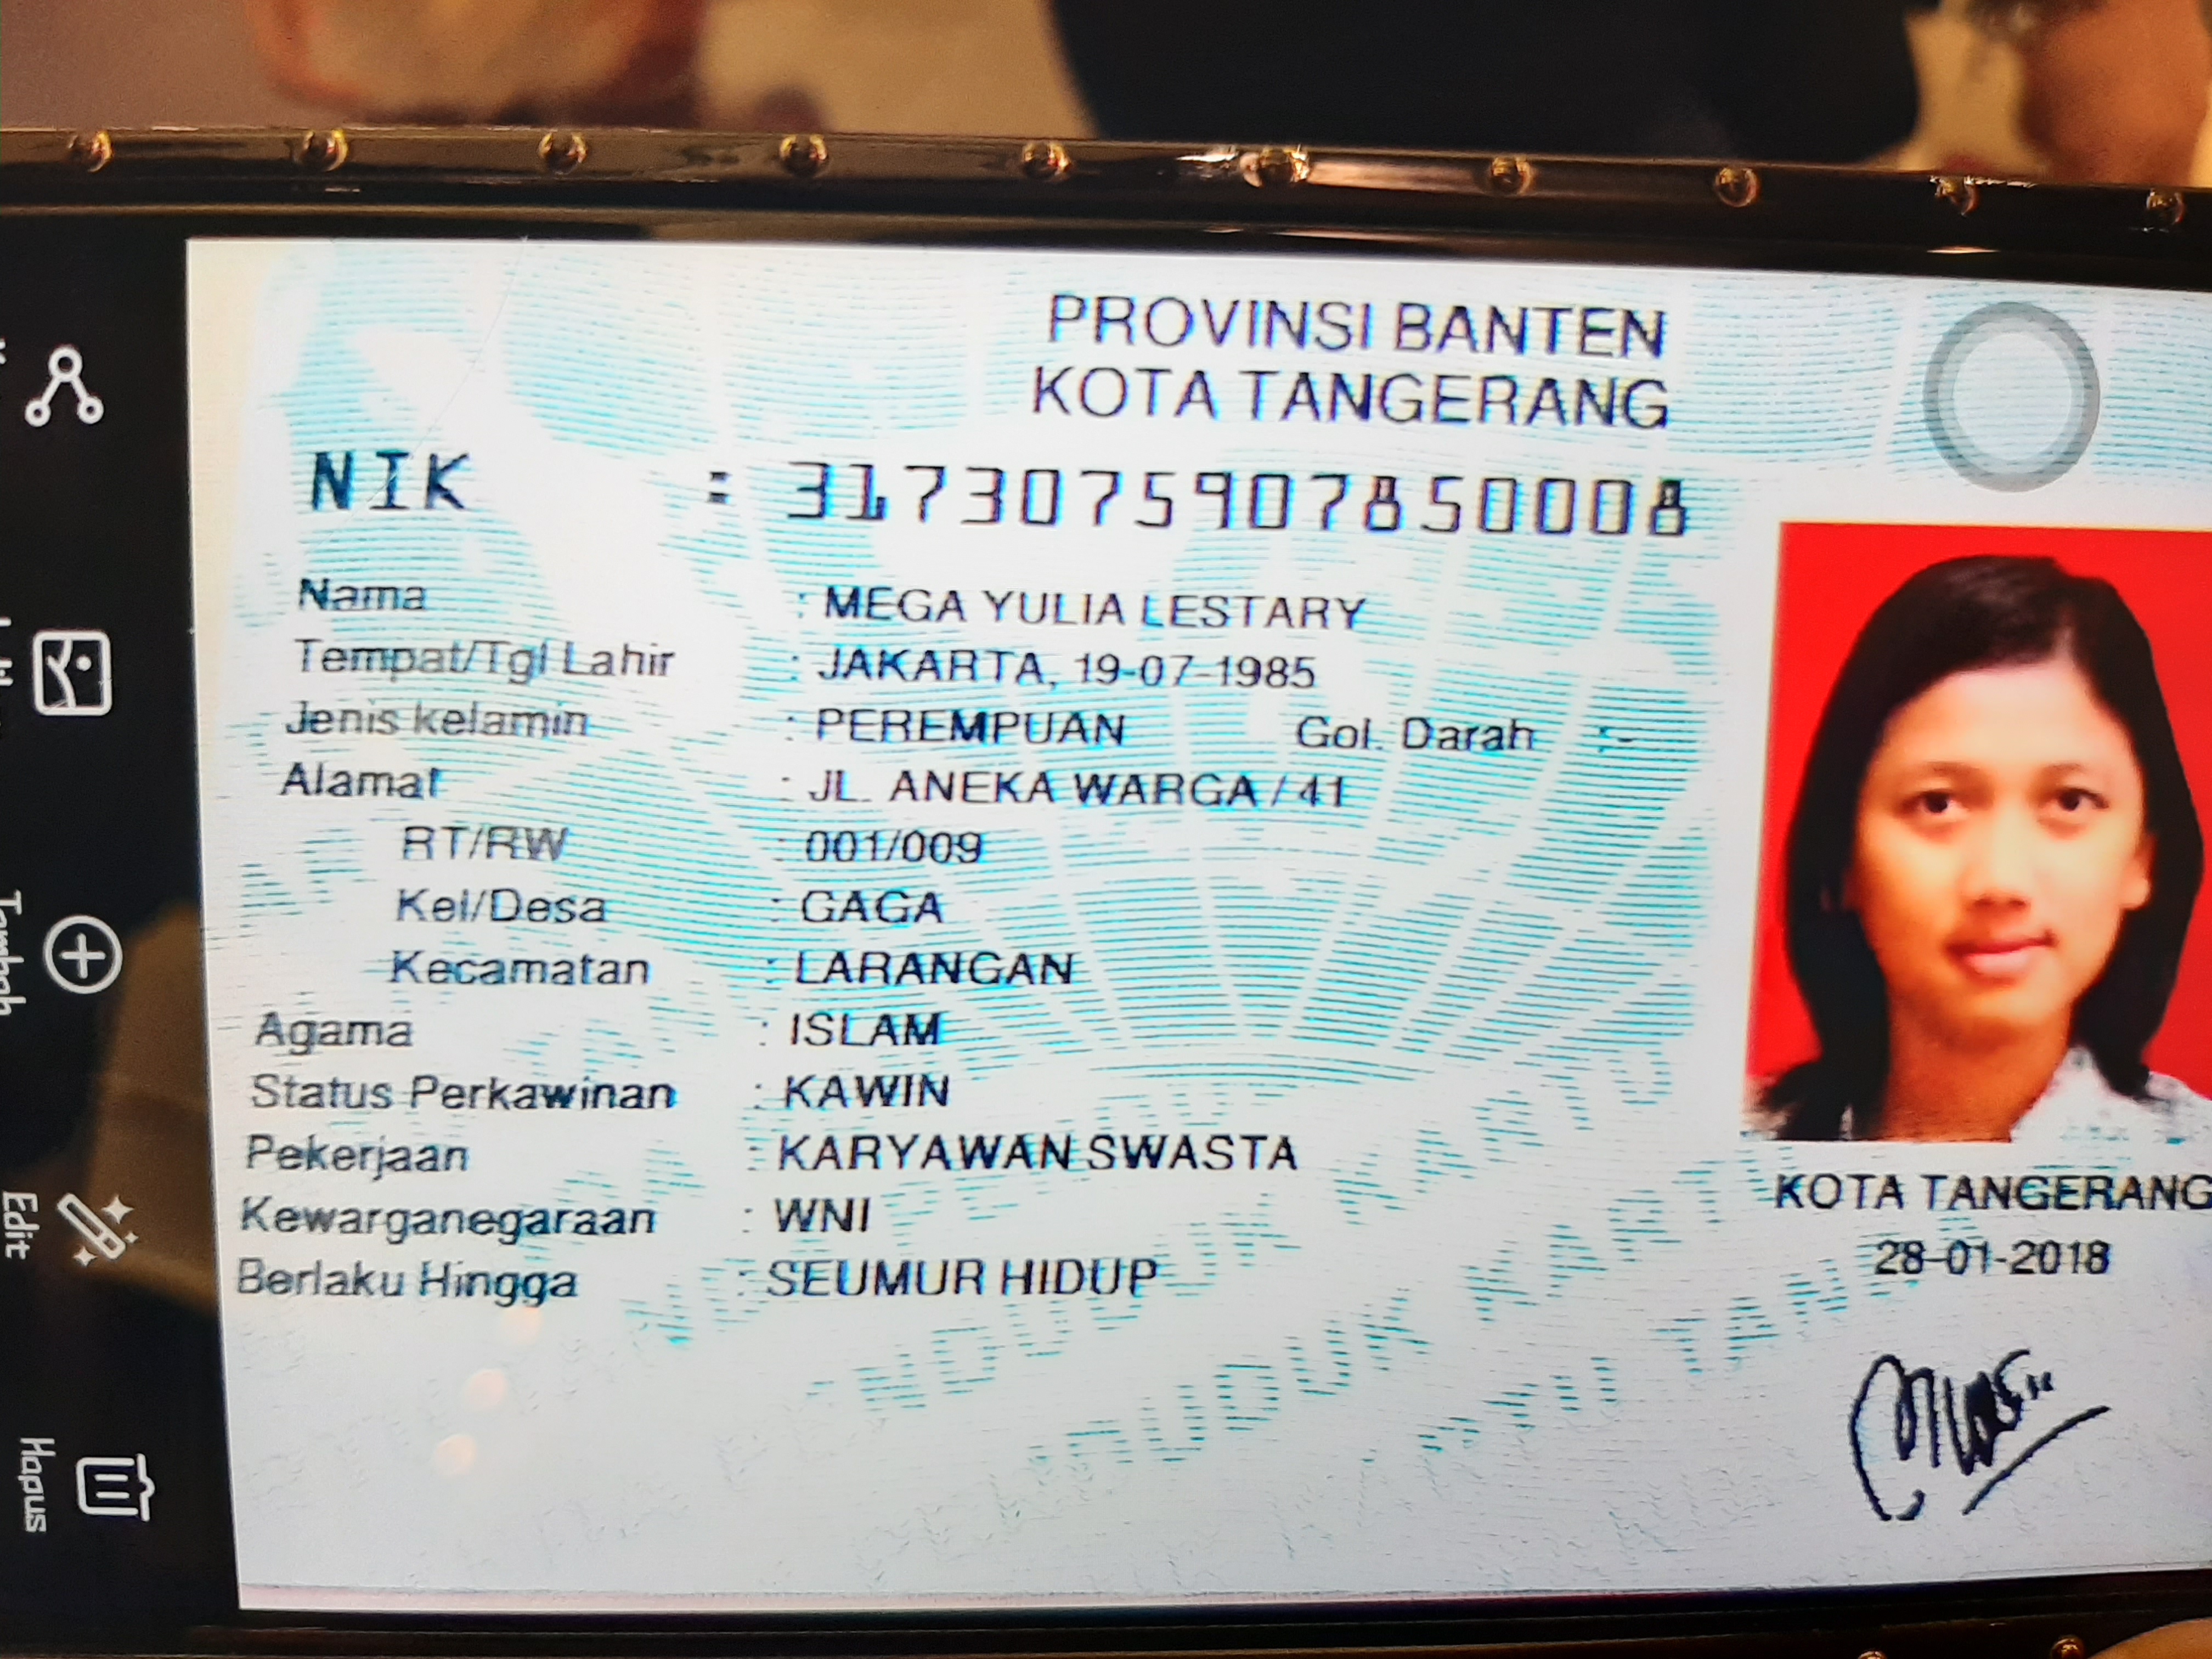 PROVINSI BANTEN
KOTA TANGERANG
NIK : 3173075907850008
Nama : MEGA YULIA LESTARY
Tempat/Tgl Lahir : JAKARTA, 19-07-1985
Jenis kelamin : PEREMPUAN Gol. Darah :-
Alamat : JL. ANEKA WARGA / 41
RT/RW : 001/009
Kel/Desa : GAGA
Kecamatan : LARANGAN
Agama : ISLAM
Status Perkawinan : KAWIN
Pekerjaan : KARYAWAN SWASTA
Kewarganegaraan : WNI
Berlaku Hingga : SEUMUR HIDUP
KOTA TANGERANG
28-01-2018
Tambah
Edit
Hapus